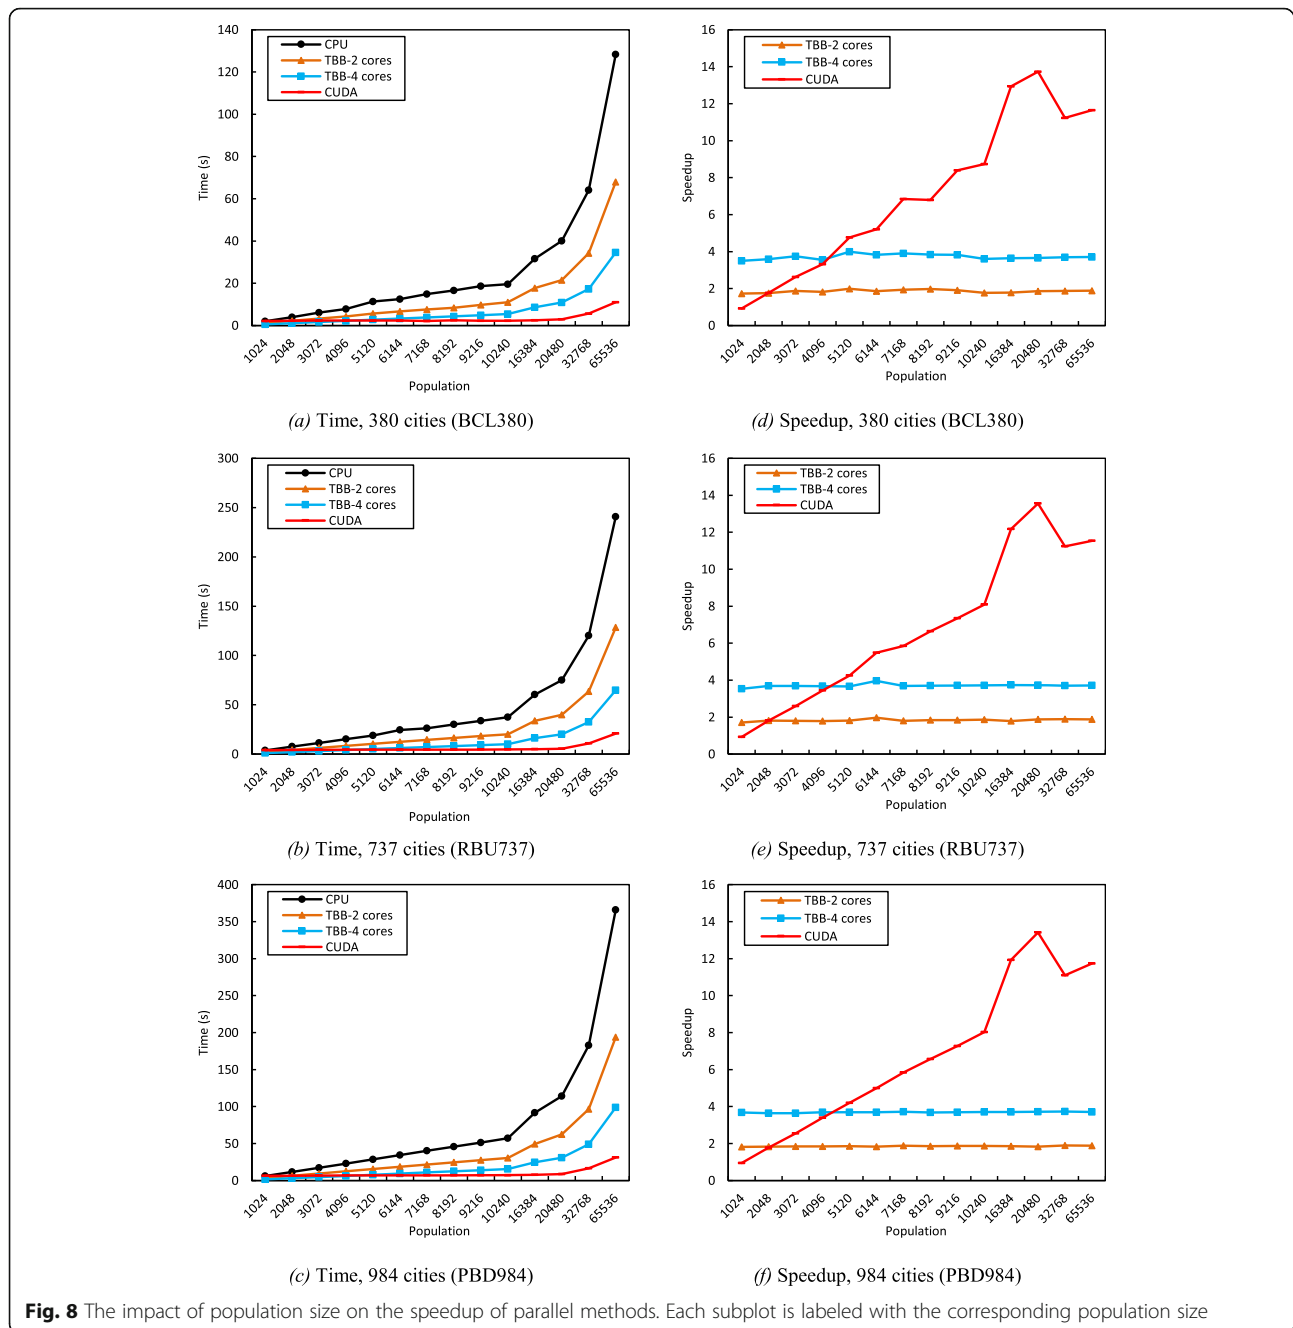 140
120
100
80
60
40
20
0
Time (s)
CPU
TBB-2 cores
TBB-4 cores
CUDA
1024 2048 3072 4096 5120 6144 7168 8192 9216 10240 16384 20480 32768 65536
Population
(a) Time, 380 cities (BCL380)
16
14
12
10
8
6
4
2
0
Speedup
TBB-2 cores
TBB-4 cores
CUDA
1024 2048 3072 4096 5120 6144 7168 8192 9216 10240 16384 20480 32768 65536
Population
(d) Speedup, 380 cities (BCL380)
300
250
200
150
100
50
0
Time (s)
CPU
TBB-2 cores
TBB-4 cores
CUDA
1024 2048 3072 4096 5120 6144 7168 8192 9216 10240 16384 20480 32768 65536
Population
(b) Time, 737 cities (RBU737)
16
14
12
10
8
6
4
2
0
Speedup
TBB-2 cores
TBB-4 cores
CUDA
1024 2048 3072 4096 5120 6144 7168 8192 9216 10240 16384 20480 32768 65536
Population
(e) Speedup, 737 cities (RBU737)
400
350
300
250
200
150
100
50
0
Time (s)
CPU
TBB-2 cores
TBB-4 cores
CUDA
1024 2048 3072 4096 5120 6144 7168 8192 9216 10240 16384 20480 32768 65536
Population
(c) Time, 984 cities (PBD984)
16
14
12
10
8
6
4
2
0
Speedup
TBB-2 cores
TBB-4 cores
CUDA
1024 2048 3072 4096 5120 6144 7168 8192 9216 10240 16384 20480 32768 65536
Population
(f) Speedup, 984 cities (PBD984)
Fig. 8 The impact of population size on the speedup of parallel methods. Each subplot is labeled with the corresponding population size